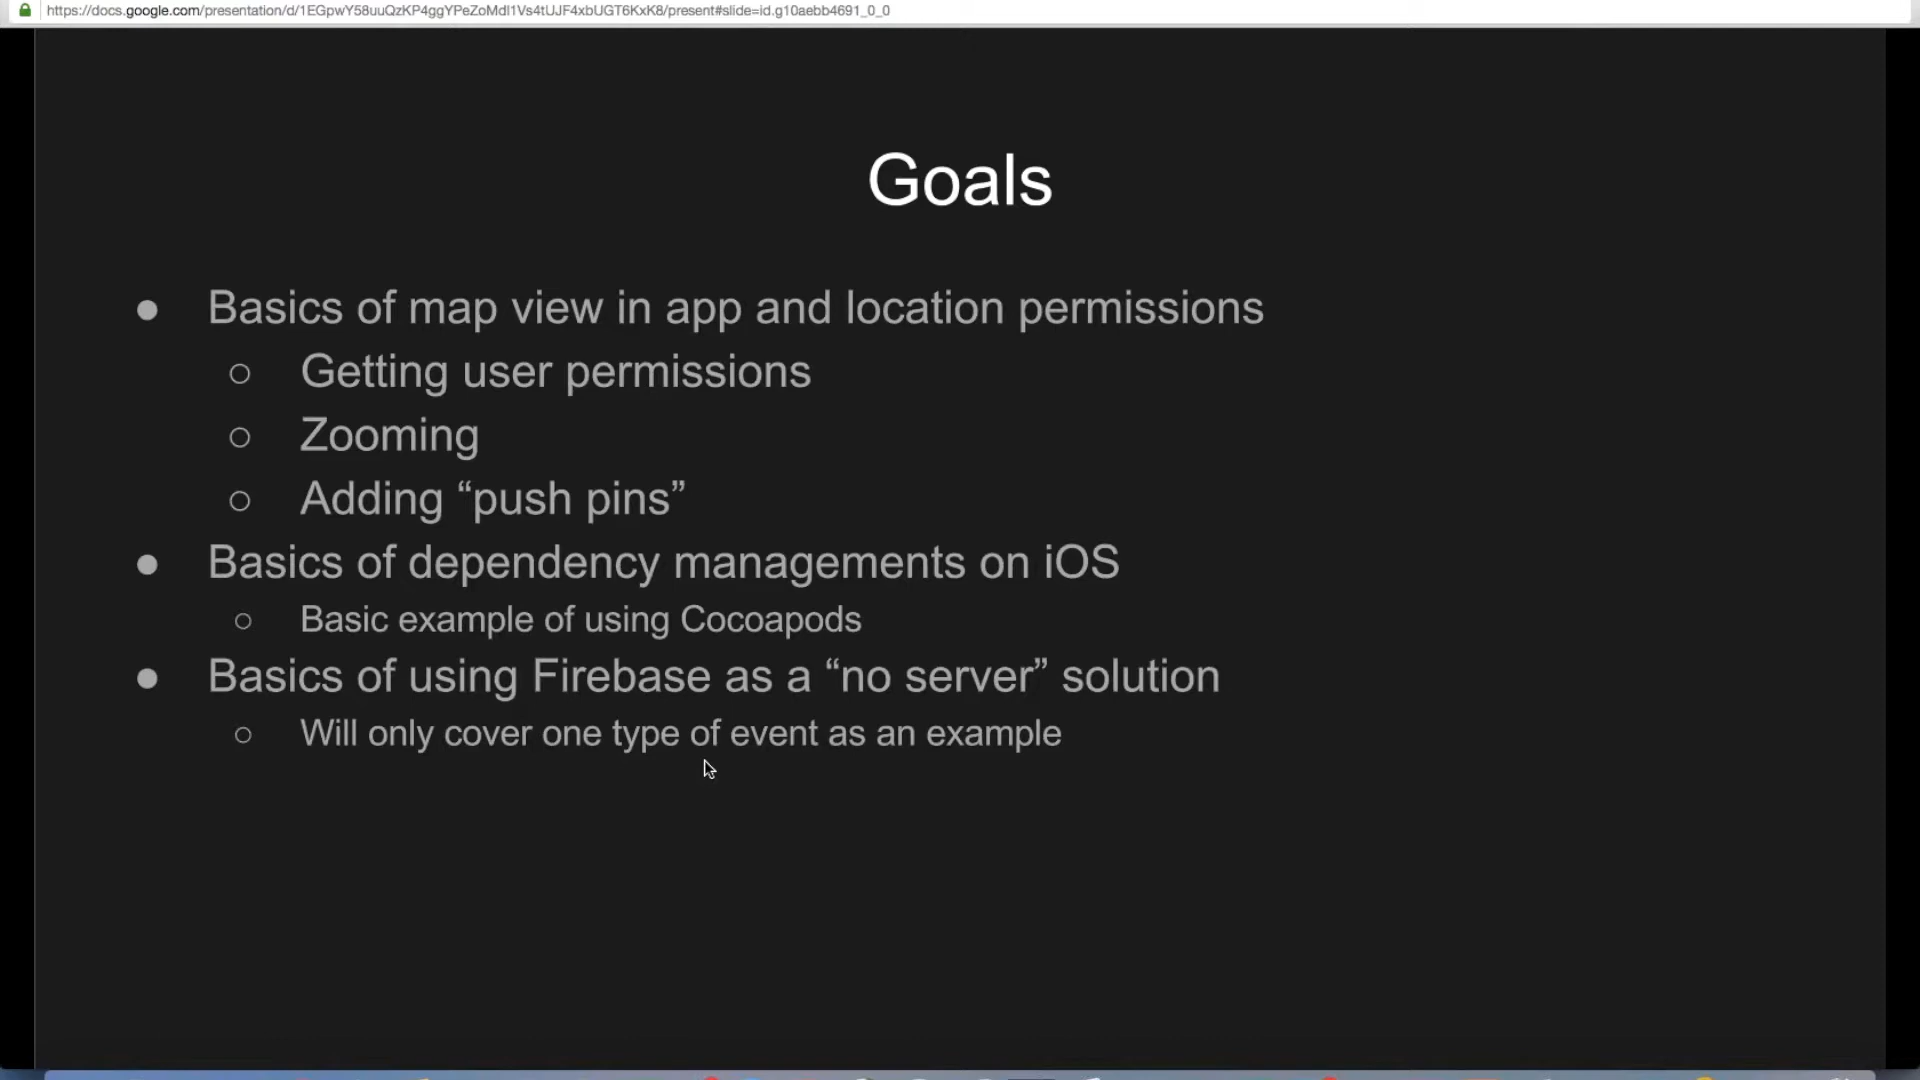 https://docs.google.com/presentation/d/1EGpwY58uuQzKP4ggYPeZoMdl1Vs4tUJF4xbUGT6KxK8/present#slide=id.g10aebb4691_0_0
Goals
● Basics of map view in app and location permissions
○ Getting user permissions
○ Zooming
○ Adding “push pins”
● Basics of dependency managements on iOS
○ Basic example of using Cocoapods
● Basics of using Firebase as a “no server” solution
○ Will only cover one type of event as an example